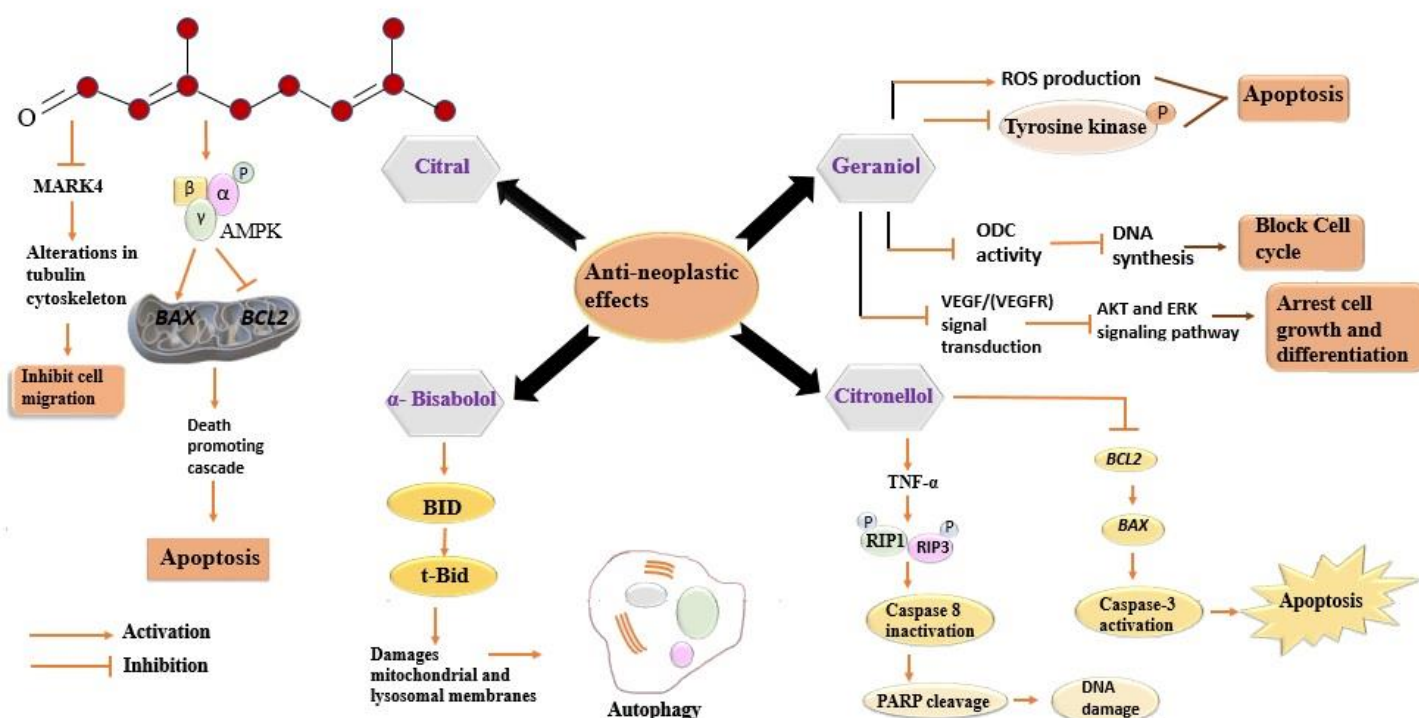 O
MARK4
Alterations in
tubulin
cytoskeleton
Inhibit cell
migration
β
α
P
γ
AMPK
BAX
BCL2
Death
promoting
cascade
Apoptosis
Activation
Inhibition
Citral
Anti-neoplastic
effects
α- Bisabolol
BID
t-Bid
Damages
mitochondrial and
lysosomal membranes
Autophagy
Geraniol
ROS production
Tyrosine kinase
P
Apoptosis
ODC
activity
DNA
synthesis
Block Cell
cycle
VEGF/(VEGFR)
signal
transduction
AKT and ERK
signaling pathway
Arrest cell
growth and
differentiation
Citronellol
TNF-α
P
RIP1
P
RIP3
Caspase 8
inactivation
PARP cleavage
DNA
damage
BCL2
BAX
Caspase-3
activation
Apoptosis